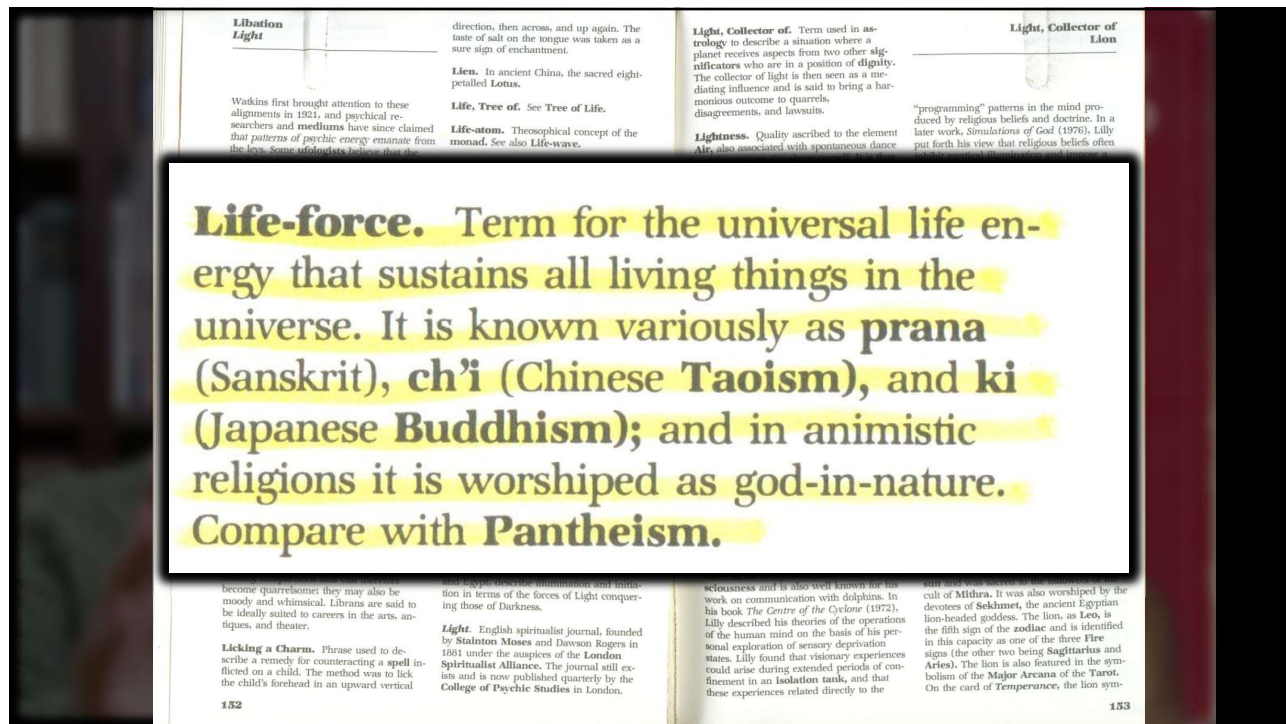 Libation
Light
Watkins first brought attention to these
alignments in 1921, and psychical re-
searchers and mediums have since claimed
that patterns of psychic energy emanate from
the leys. Some ufologists believe that the
direction, then across, and up again. The
taste of salt on the tongue was taken as a
sure sign of enchantment.
Lien. In ancient China, the sacred eight-
petalled Lotus.
Life, Tree of. See Tree of Life.
Life-atom. Theosophical concept of the
monad. See also Life-wave.
Light, Collector of. Term used in as-
trology to describe a situation where a
planet receives aspects from two other sig-
nificators who are in a position of dignity.
The collector of light is then seen as a me-
diating influence and is said to bring a har-
monious outcome to quarrels,
disagreements, and lawsuits.
Lightness. Quality ascribed to the element
Air, also associated with spontaneous dance
Light, Collector of
Lion
"programming" patterns in the mind pro-
duced by religious beliefs and doctrine. In a
later work, Simulations of God (1976), Lilly
put forth his view that religious beliefs often
Life-force. Term for the universal life en-
ergy that sustains all living things in the
universe. It is known variously as prana
(Sanskrit), ch'i (Chinese Taoism), and ki
(Japanese Buddhism); and in animistic
religions it is worshiped as god-in-nature.
Compare with Pantheism.
become quarrelsome; they may also be
moody and whimsical. Librans are said to
be ideally suited to careers in the arts, an-
tiques, and theater.
Licking a Charm. Phrase used to de-
scribe a remedy for counteracting a spell in-
flicted on a child. The method was to lick
the child's forehead in an upward vertical
152
and Egypt, describe illumination and initia-
tion in terms of the forces of Light conquer-
ing those of Darkness.
Light. English spiritualist journal, founded
by Stainton Moses and Dawson Rogers in
1881 under the auspices of the London
Spiritualist Alliance. The journal still ex-
ists and is now published quarterly by the
College of Psychic Studies in London.
sciousness and is also well known for his
work on communication with dolphins. In
his book The Centre of the Cyclone (1972),
Lilly described his theories of the operations
of the human mind on the basis of his per-
sonal exploration of sensory deprivation
states. Lilly found that visionary experiences
could arise during extended periods of con-
finement in an isolation tank, and that
these experiences related directly to the
sun and was sacred to the
cult of Mithra. It was also worshiped by the
devotees of Sekhmet, the ancient Egyptian
lion-headed goddess. The lion, as Leo, is
the fifth sign of the zodiac and is identified
in this capacity as one of the three Fire
signs (the other two being Sagittarius and
Aries). The lion is also featured in the sym-
bolism of the Major Arcana of the Tarot.
On the card of Temperance, the lion sym-
153